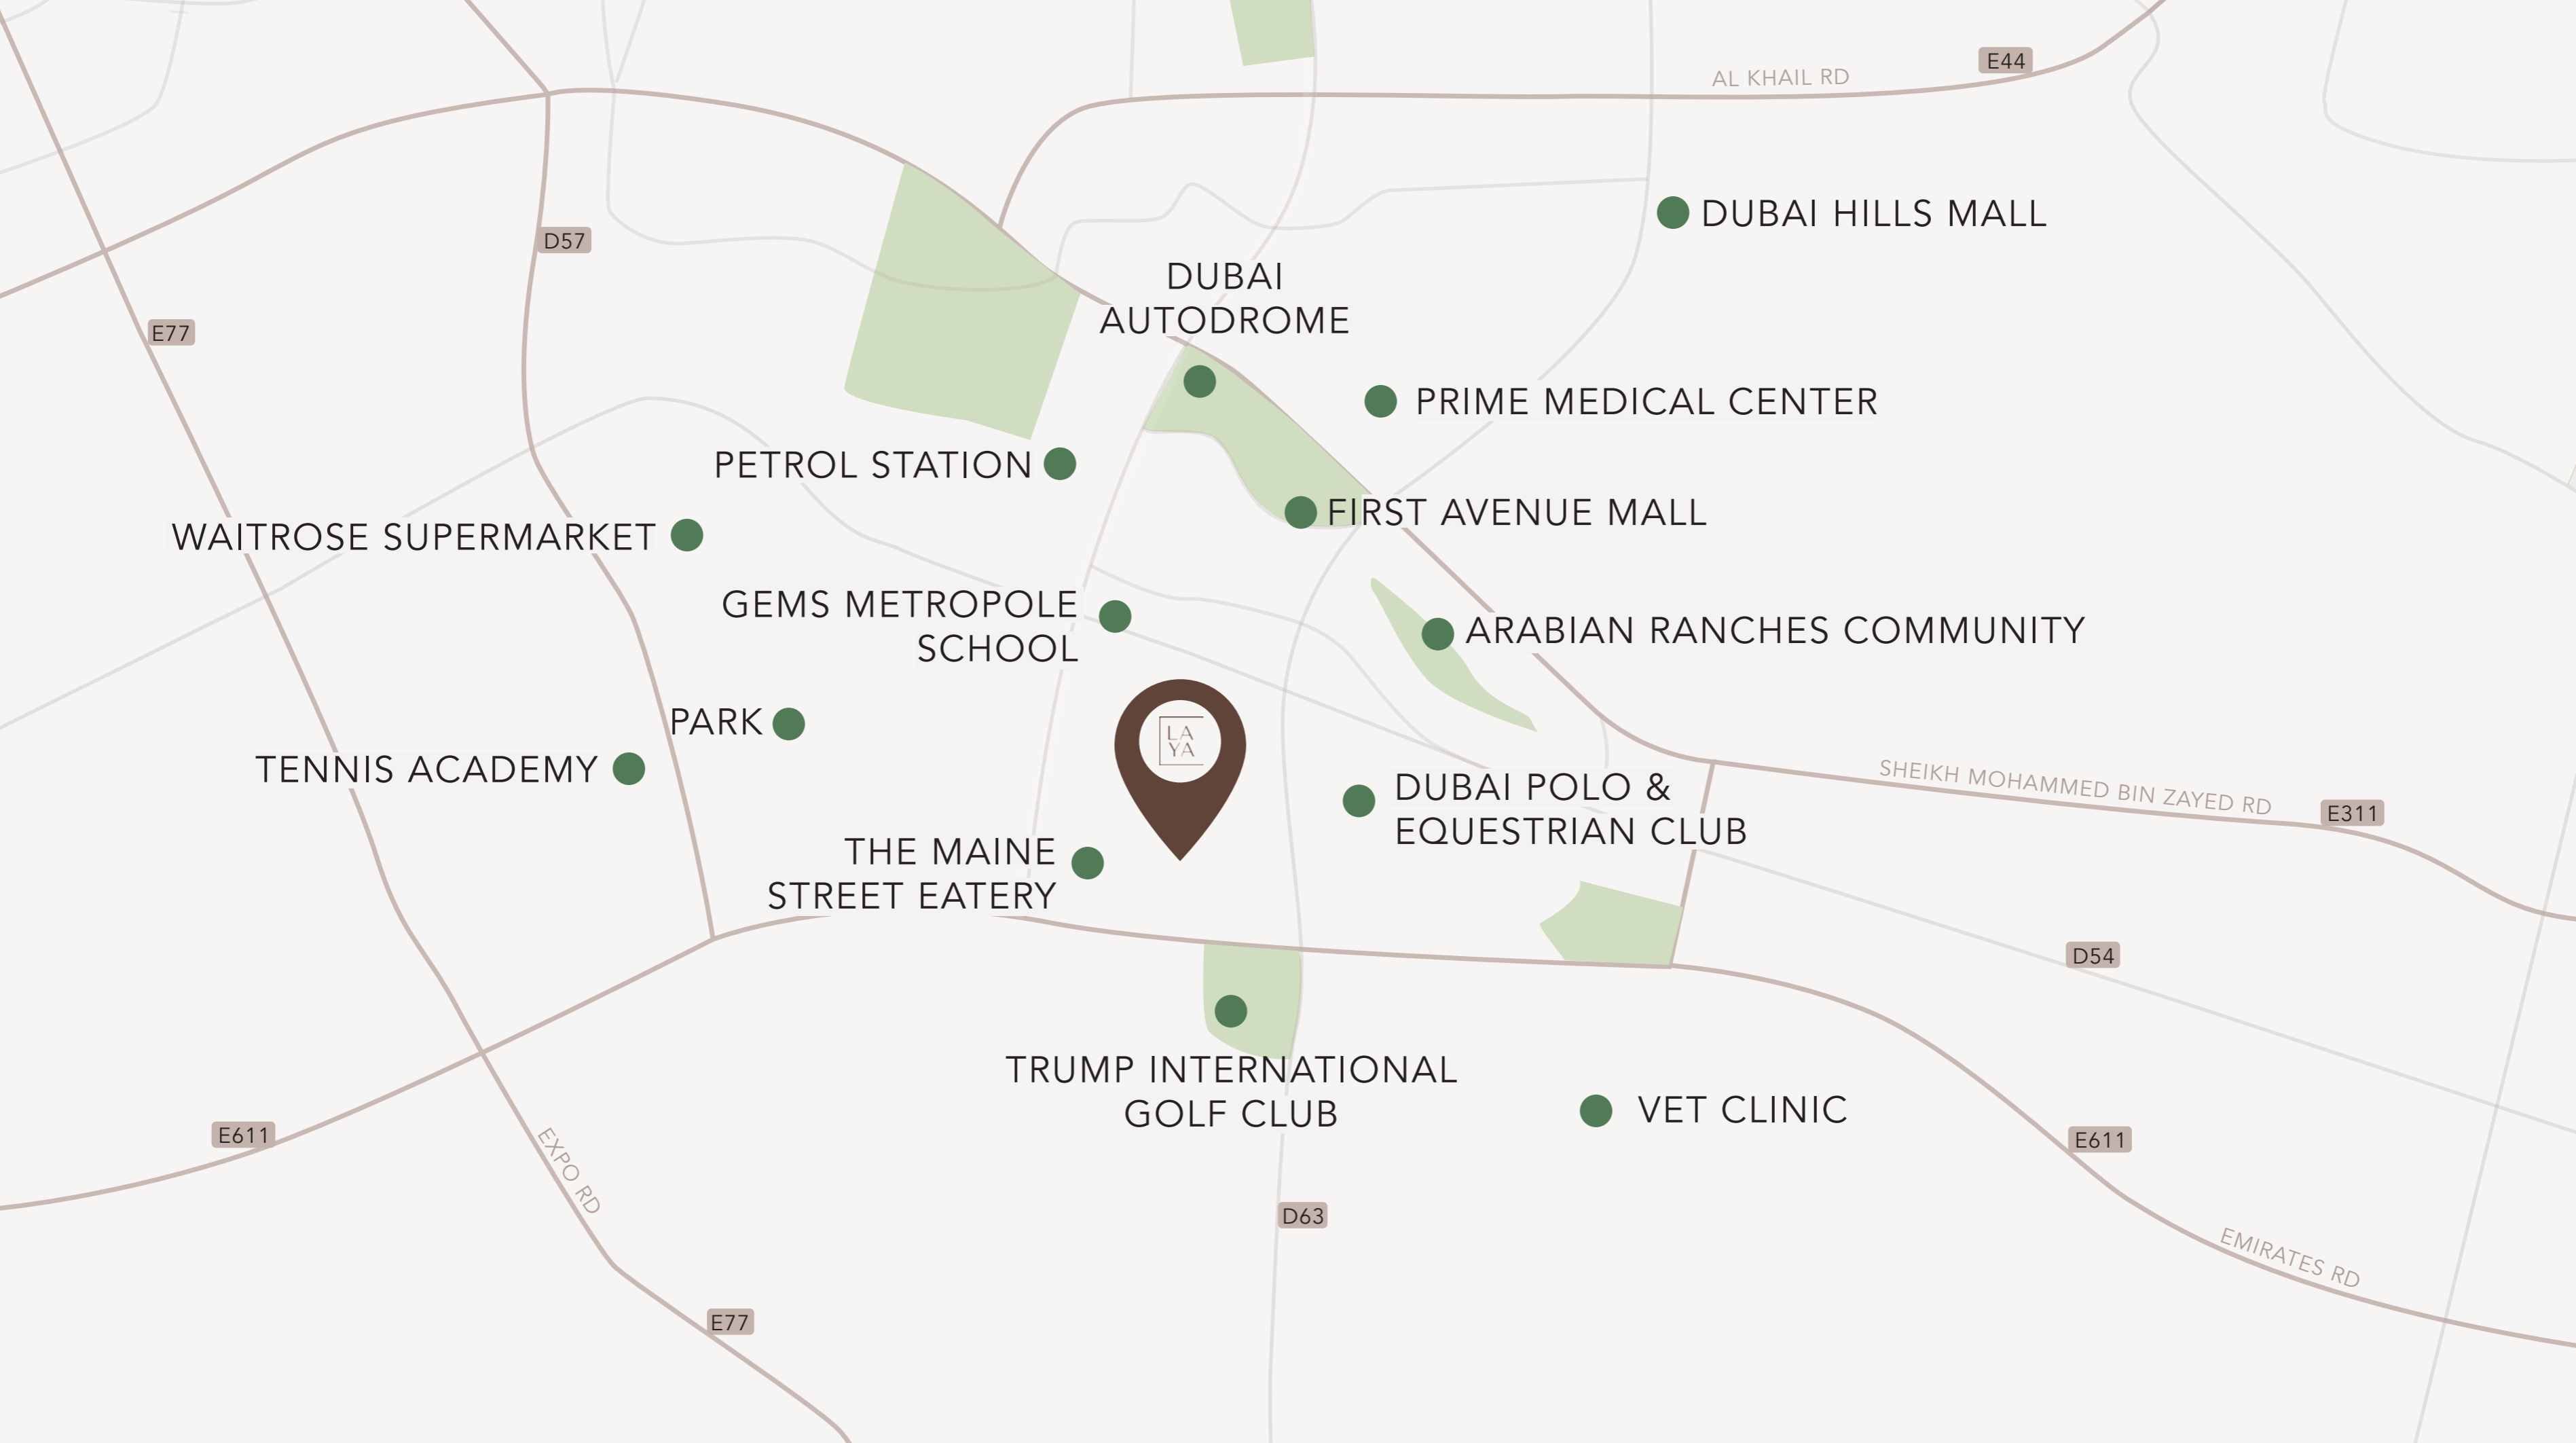 E44
AL KHAIL RD
DUBAI HILLS MALL
D57
DUBAI
AUTODROME
E77
PRIME MEDICAL CENTER
PETROL STATION
FIRST AVENUE MALL
WAITROSE SUPERMARKET
GEMS METROPOLE
SCHOOL
ARABIAN RANCHES COMMUNITY
PARK
LA
YA
TENNIS ACADEMY
DUBAI POLO &
EQUESTRIAN CLUB
SHEIKH MOHAMMED BIN ZAYED RD
E311
THE MAINE
STREET EATERY
D54
TRUMP INTERNATIONAL
GOLF CLUB
VET CLINIC
E611
E611
EXPO RD
D63
EMIRATES RD
E77